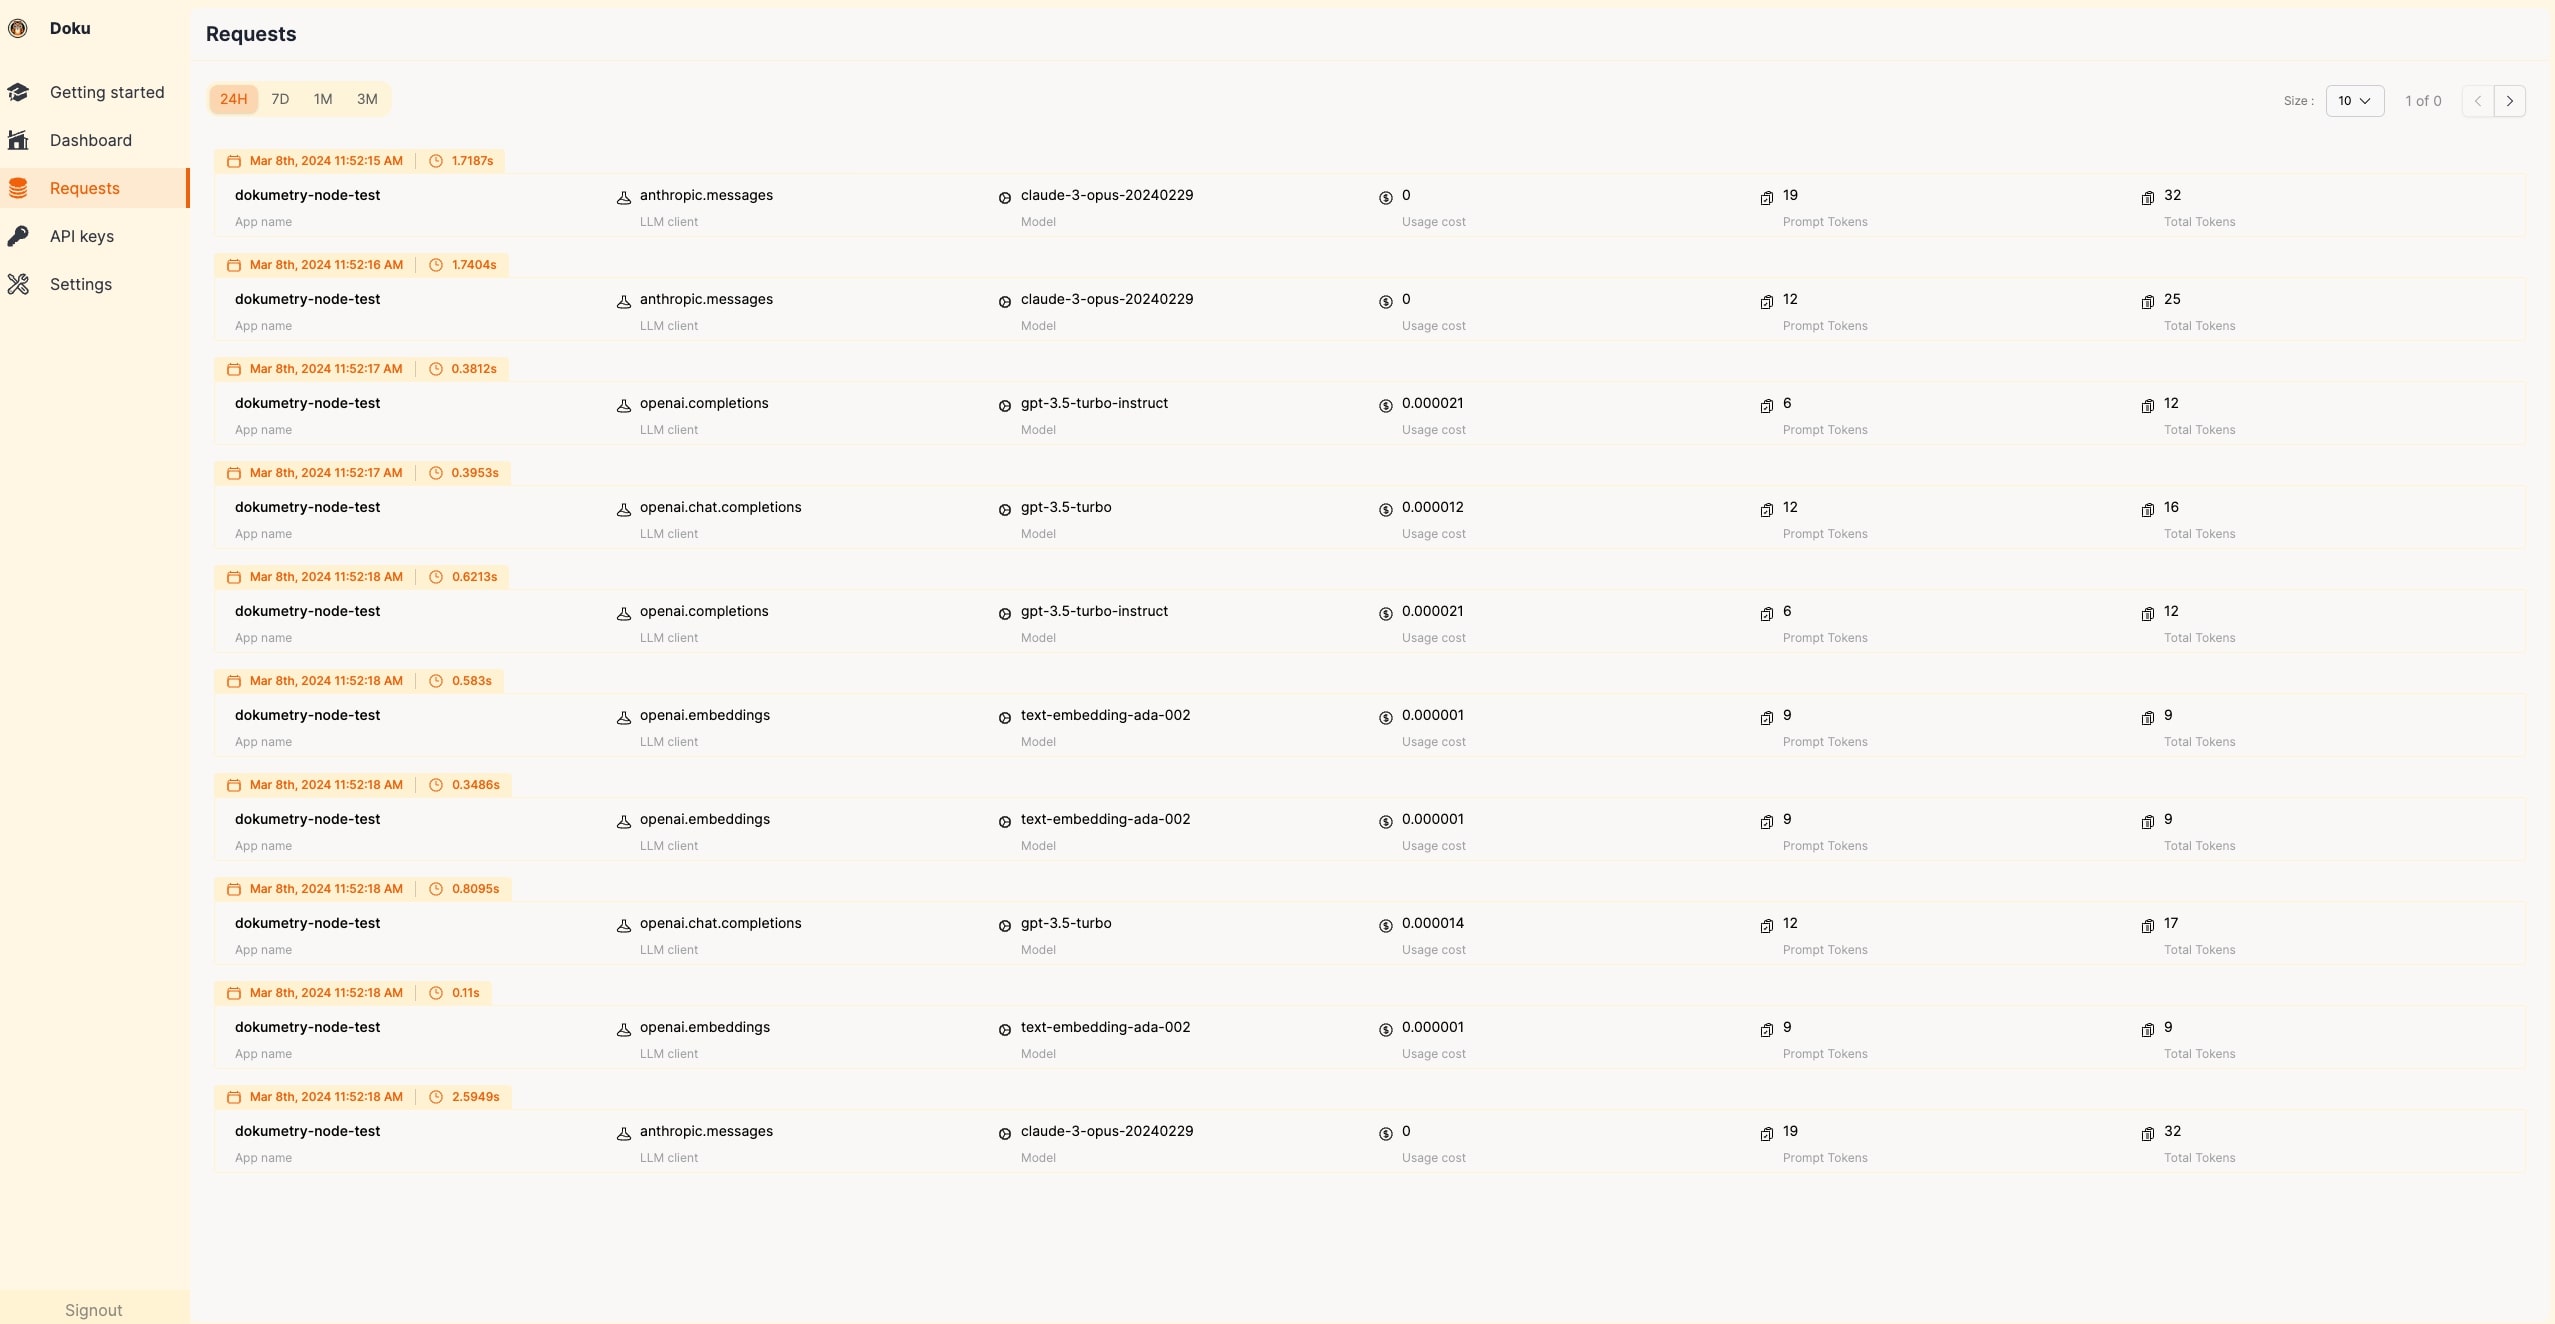 Doku
Getting started
Dashboard
Requests
API keys
Settings
Signout
Requests
24H 7D 1M 3M
Size : 10 1 of 0
Mar 8th, 2024 11:52:15 AM 1.7187s
dokumetry-node-test anthropic.messages claude-3-opus-20240229 0 19 32
App name LLM client Model Usage cost Prompt Tokens Total Tokens
Mar 8th, 2024 11:52:16 AM 1.7404s
dokumetry-node-test anthropic.messages claude-3-opus-20240229 0 12 25
App name LLM client Model Usage cost Prompt Tokens Total Tokens
Mar 8th, 2024 11:52:17 AM 0.3812s
dokumetry-node-test openai.completions gpt-3.5-turbo-instruct 0.000021 6 12
App name LLM client Model Usage cost Prompt Tokens Total Tokens
Mar 8th, 2024 11:52:17 AM 0.3953s
dokumetry-node-test openai.chat.completions gpt-3.5-turbo 0.000012 12 16
App name LLM client Model Usage cost Prompt Tokens Total Tokens
Mar 8th, 2024 11:52:18 AM 0.6213s
dokumetry-node-test openai.completions gpt-3.5-turbo-instruct 0.000021 6 12
App name LLM client Model Usage cost Prompt Tokens Total Tokens
Mar 8th, 2024 11:52:18 AM 0.583s
dokumetry-node-test openai.embeddings text-embedding-ada-002 0.000001 9 9
App name LLM client Model Usage cost Prompt Tokens Total Tokens
Mar 8th, 2024 11:52:18 AM 0.3486s
dokumetry-node-test openai.embeddings text-embedding-ada-002 0.000001 9 9
App name LLM client Model Usage cost Prompt Tokens Total Tokens
Mar 8th, 2024 11:52:18 AM 0.8095s
dokumetry-node-test openai.chat.completions gpt-3.5-turbo 0.000014 12 17
App name LLM client Model Usage cost Prompt Tokens Total Tokens
Mar 8th, 2024 11:52:18 AM 0.11s
dokumetry-node-test openai.embeddings text-embedding-ada-002 0.000001 9 9
App name LLM client Model Usage cost Prompt Tokens Total Tokens
Mar 8th, 2024 11:52:18 AM 2.5949s
dokumetry-node-test anthropic.messages claude-3-opus-20240229 0 19 32
App name LLM client Model Usage cost Prompt Tokens Total Tokens